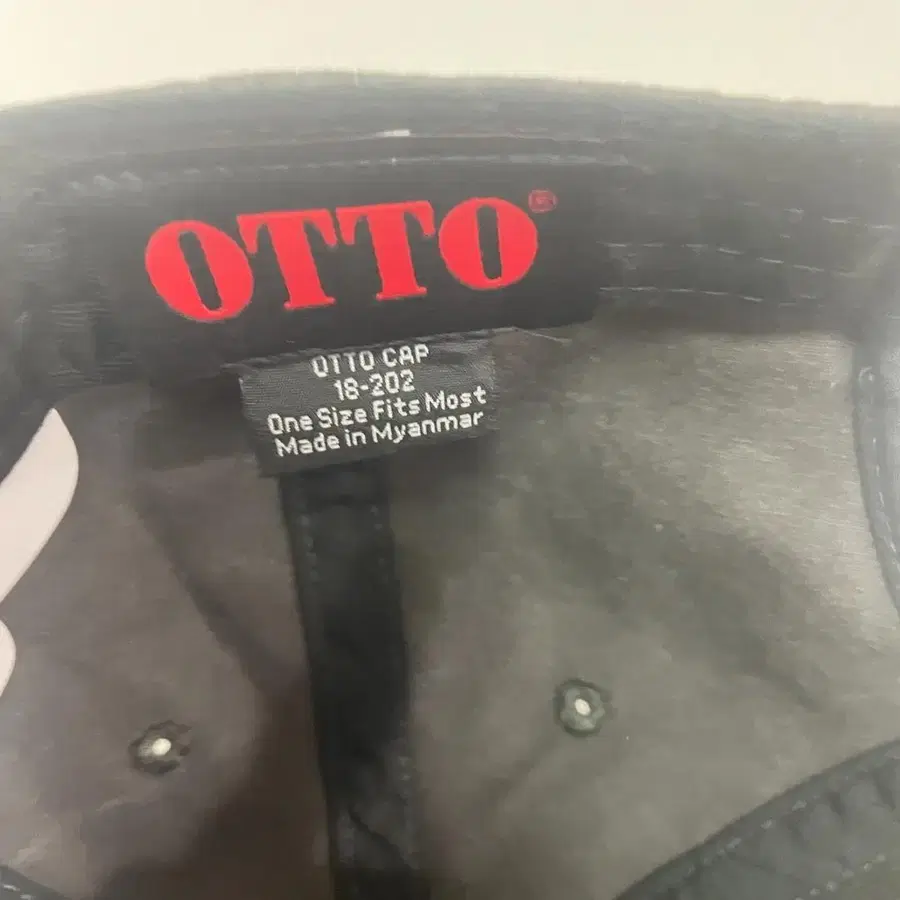 OTTO®
OTTO CAP
18-202
One Size Fits Most
Made in Myanmar